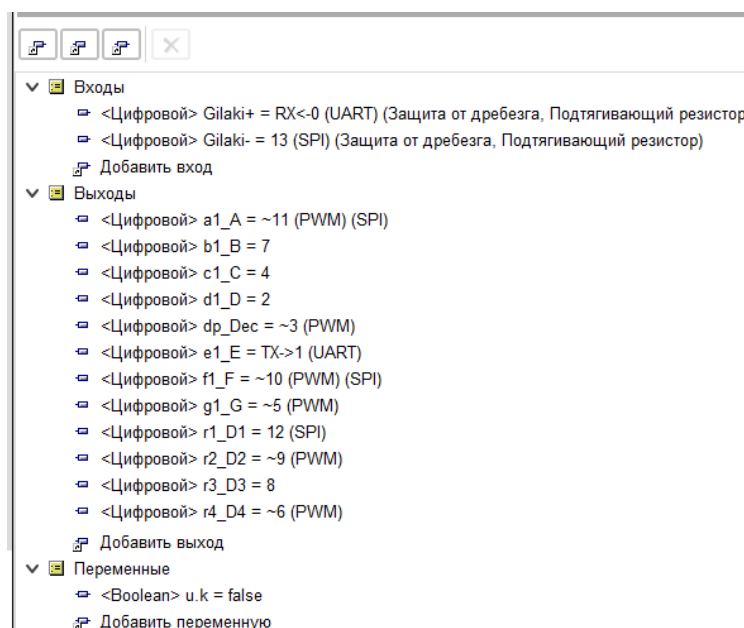 Входы
<Цифровой> Gilaki+ = RX<-0 (UART) (Защита от дребезга, Подтягивающий резистор
<Цифровой> Gilaki- = 13 (SPI) (Защита от дребезга, Подтягивающий резистор)
Добавить вход
Выходы
<Цифровой> a1_A = ~11 (PWM) (SPI)
<Цифровой> b1_B = 7
<Цифровой> c1_C = 4
<Цифровой> d1_D = 2
<Цифровой> dp_Dec = ~3 (PWM)
<Цифровой> e1_E = TX->1 (UART)
<Цифровой> f1_F = ~10 (PWM) (SPI)
<Цифровой> g1_G = ~5 (PWM)
<Цифровой> r1_D1 = 12 (SPI)
<Цифровой> r2_D2 = ~9 (PWM)
<Цифровой> r3_D3 = 8
<Цифровой> r4_D4 = ~6 (PWM)
Добавить выход
Переменные
<Boolean> u.k = false
Добавить переменную